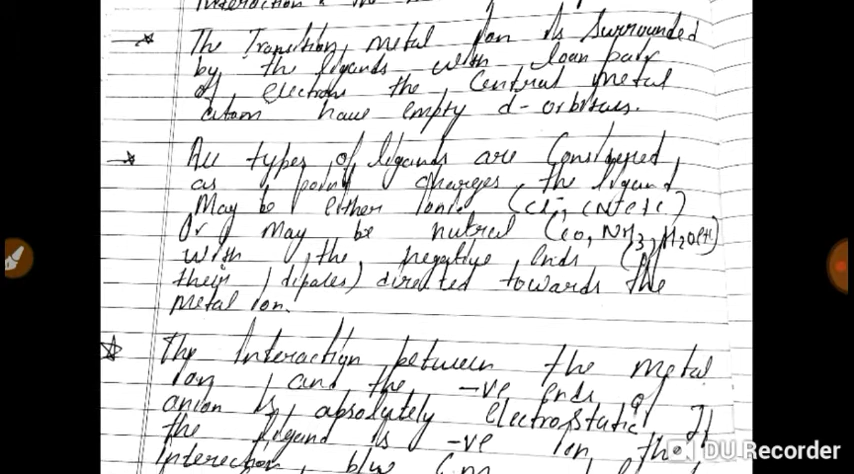 Interaction
→* The Transition metal Ion Is Surrounded
by the ligands with loan pair
of electron the Central metal
atom have empty d-orbitals.
→* All types of ligands are Considered
as point charges the ligand
May be either Ionic (Cl⁻, CN⁻ etc)
Or may be nutral (CO, NH3, H2O etc)
with the negative ends (of
their dipoles) directed towards the
metal Ion.
☆ The Interaction between the metal
Ion and the -ve ends of
anion Is absolutely electrostatic. If
the ligand Is -ve Ion, the
Interection b/w
DU Recorder